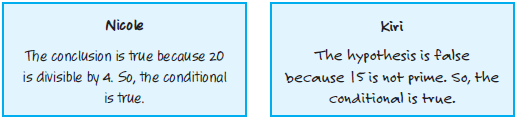 Nicole
The conclusion is true because 20
is divisible by 4. So, the conditional
is true.
Kiri
The hypothesis is false
because 15 is not prime. So, the
conditional is true.